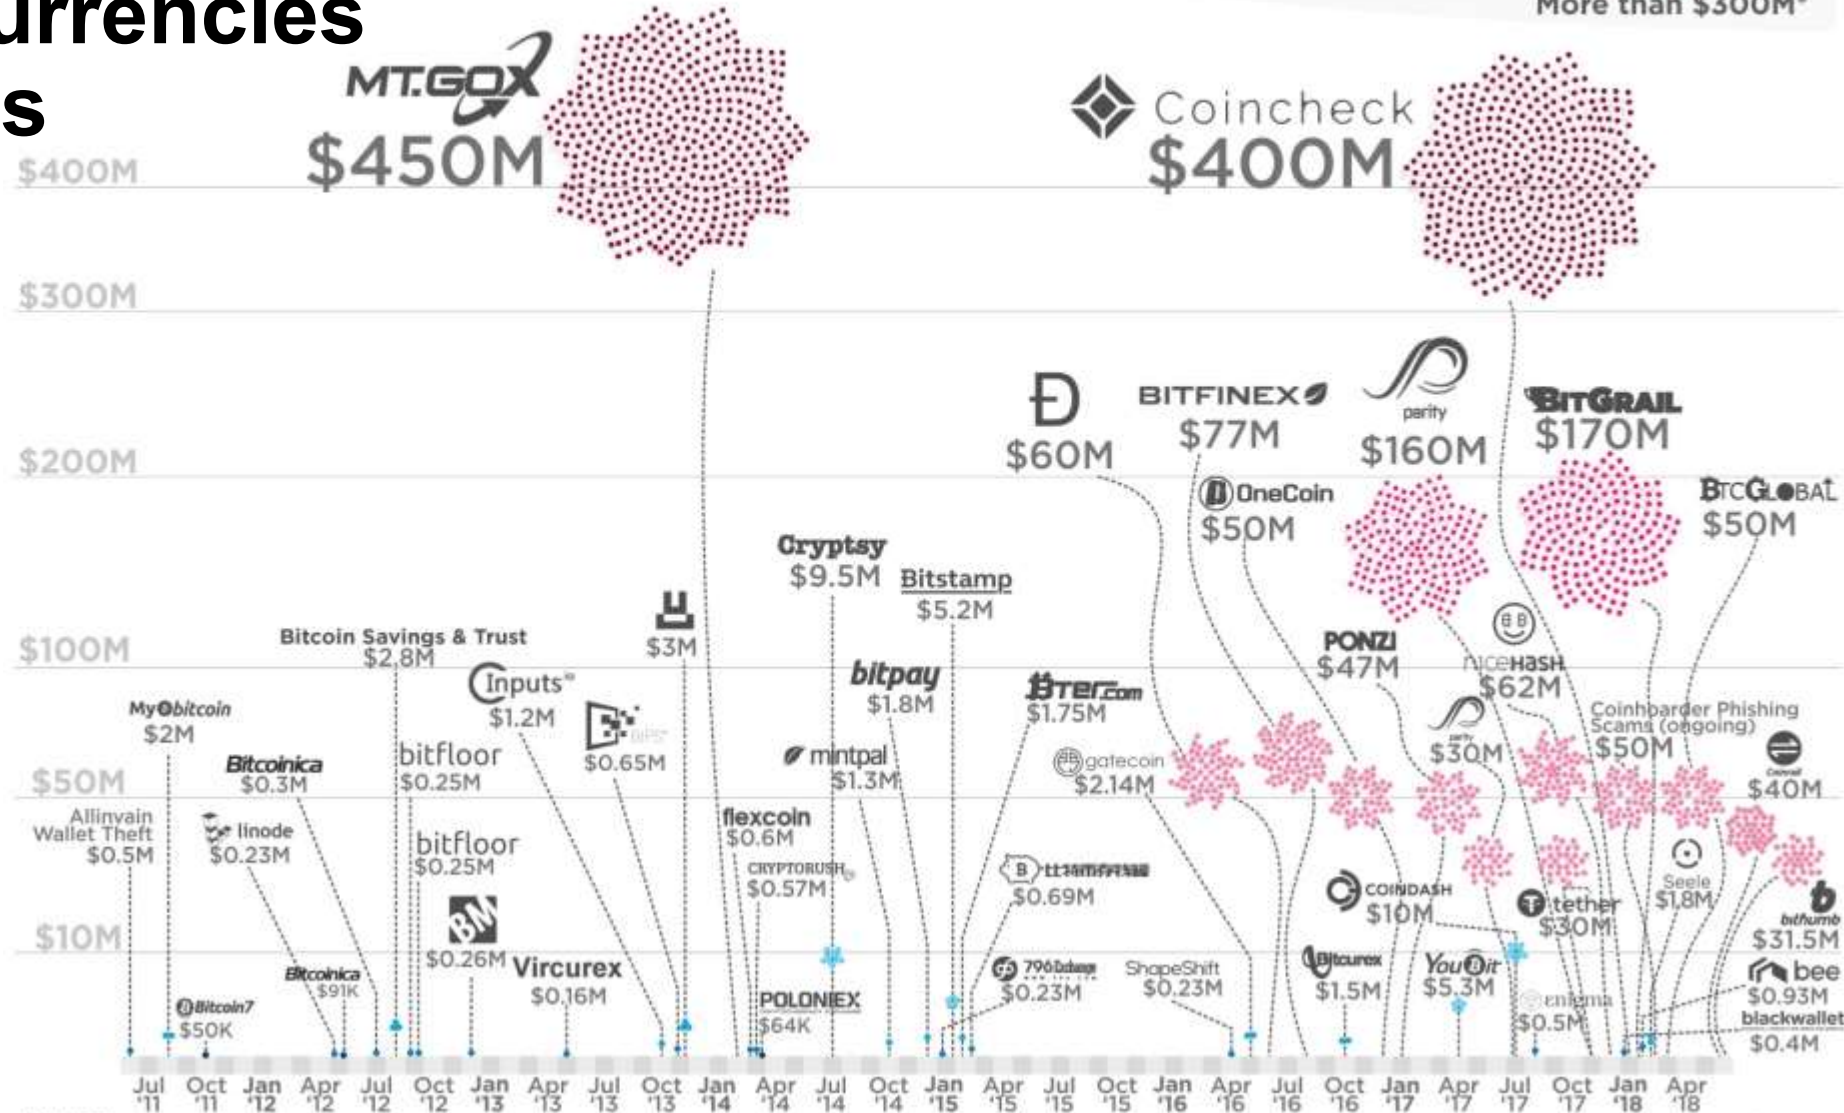 urrencies
s
More than $300M*
MT.GOX
$450M
Coincheck
$400M
$400M
$300M
$200M
$100M
$50M
$10M
Đ
$60M
BITFINEX
$77M
parity
$160M
BITGRAIL
$170M
OneCoin
$50M
BTCGLOBAL
$50M
Cryptsy
$9.5M
Bitstamp
$5.2M
$3M
Bitcoin Savings & Trust
$2.8M
Inputs
$1.2M
BIPS
$0.65M
bitpay
$1.8M
BTer.com
$1.75M
PONZI
$47M
niceHASH
$62M
MyBitcoin
$2M
Bitcoinica
$0.3M
bitfloor
$0.25M
mintpal
$1.3M
gatecoin
$2.14M
parity
$30M
Coinhoarder Phishing
Scams (ongoing)
$50M
Coinrail
$40M
Allinvain
Wallet Theft
$0.5M
linode
$0.23M
bitfloor
$0.25M
flexcoin
$0.6M
CRYPTORUSH
$0.57M
$0.69M
COINDASH
$10M
tether
$30M
Seele
$1.8M
bithumb
$31.5M
BM
$0.26M
Vircurex
$0.16M
Bitcoinica
$91K
Bitcoin7
$50K
POLONIEX
$64K
796 Exchange
$0.23M
ShapeShift
$0.23M
Bitcurex
$1.5M
YouBit
$5.3M
enigma
$0.5M
bee
$0.93M
blackwallet
$0.4M
Jul Oct Jan Apr Jul Oct Jan Apr Jul Oct Jan Apr Jul Oct Jan Apr Jul Oct Jan Apr Jul Oct Jan Apr Jul Oct Jan Apr
'11 '11 '12 '12 '12 '12 '13 '13 '13 '13 '14 '14 '14 '14 '15 '15 '15 '15 '16 '16 '16 '16 '17 '17 '17 '17 '18 '18